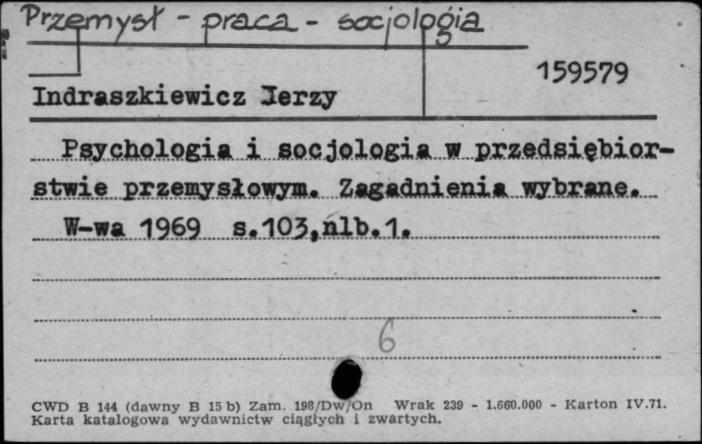 Przemysł - praca - socjologia
159579
Indraszkiewicz Jerzy
Psychologia i socjologia w przedsiębior-
stwie przemysłowym. Zagadnienia wybrane.
W-wa 1969 s.103,nlb.1.
6
CWD B 144 (dawny B 15 b) Zam. 198/Dw/On Wrak 239 - 1.660.000 - Karton IV.71.
Karta katalogowa wydawnictw ciągłych i zwartych.